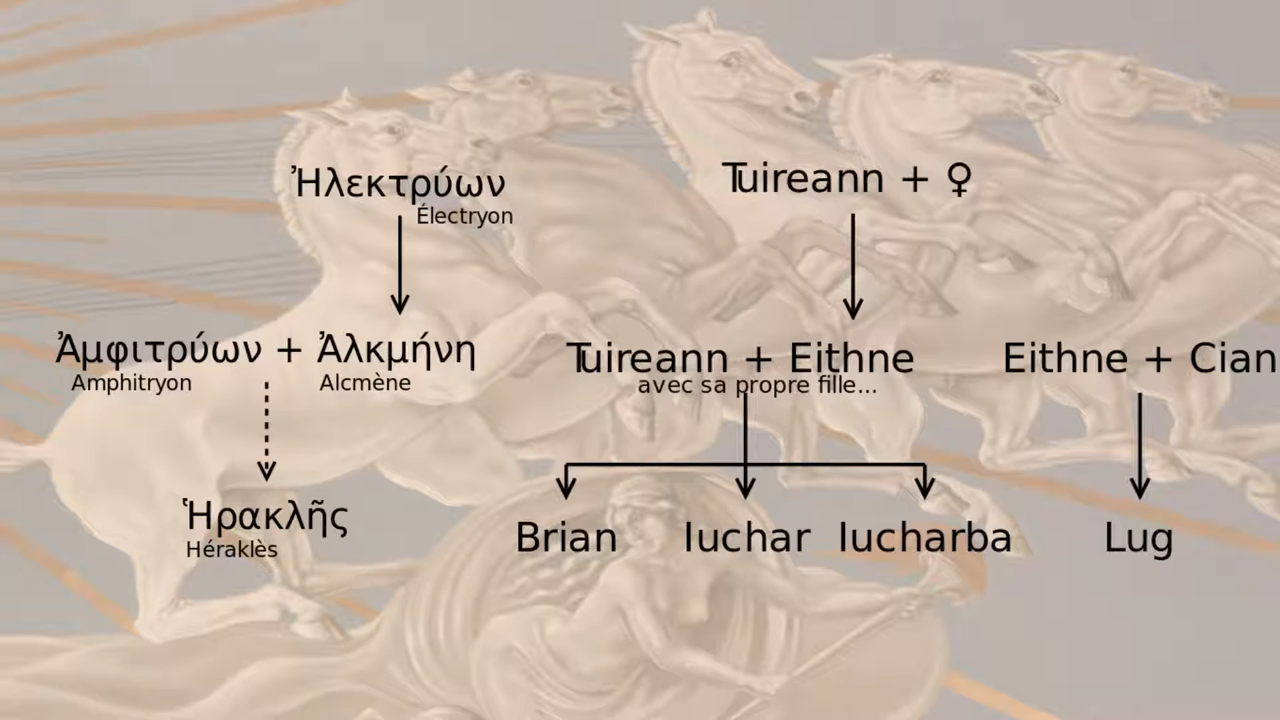 Ἠλεκτρύων
Électryon
Tuireann + ♀
Ἀμφιτρύων + Ἀλκμήνη
Amphitryon Alcmène
Tuireann + Eithne
avec sa propre fille...
Eithne + Cian
Ἡρακλῆς
Héraklès
Brian Iuchar Iucharba Lug